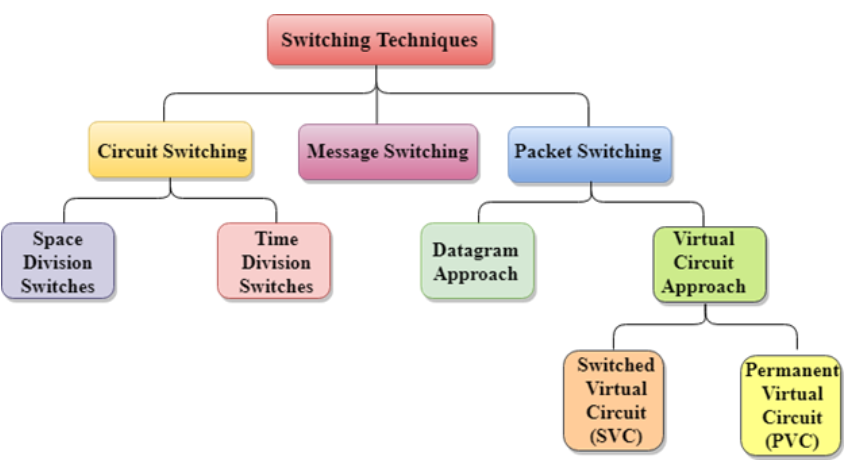 Switching Techniques
Circuit Switching
Message Switching
Packet Switching
Space
Division
Switches
Time
Division
Switches
Datagram
Approach
Virtual
Circuit
Approach
Switched
Virtual
Circuit
(SVC)
Permanent
Virtual
Circuit
(PVC)